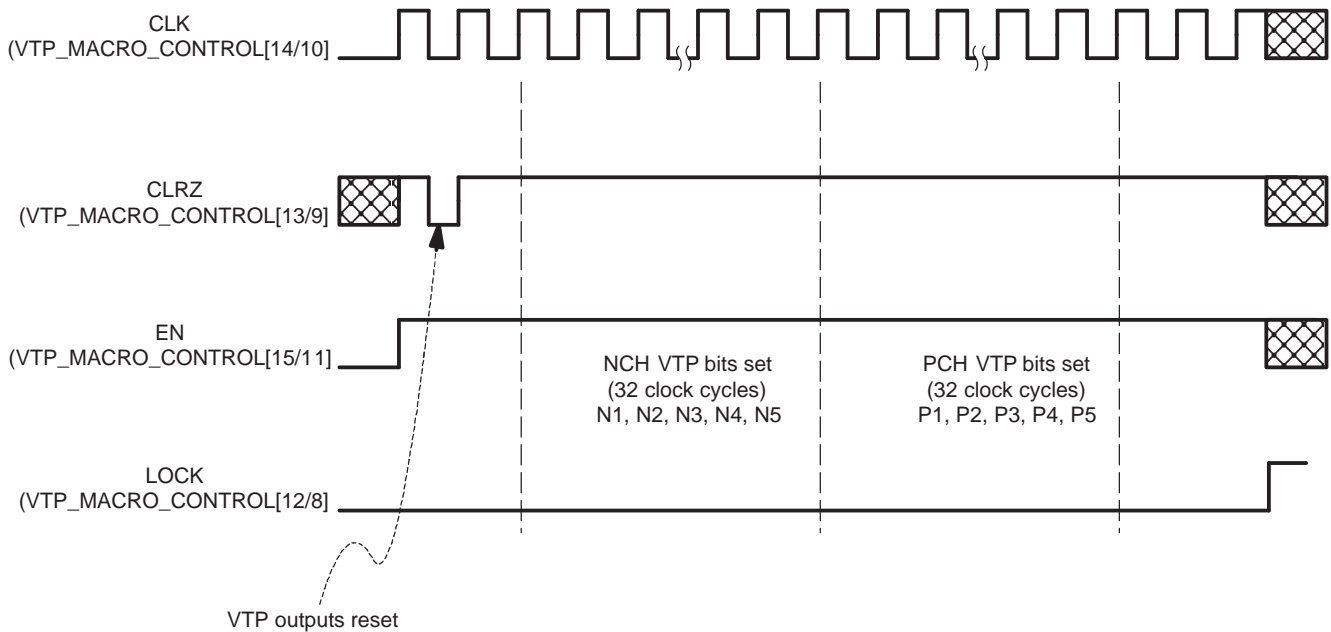 CLK
(VTP_MACRO_CONTROL[14/10]
CLRZ
(VTP_MACRO_CONTROL[13/9]
EN
(VTP_MACRO_CONTROL[15/11]
NCH VTP bits set
(32 clock cycles)
N1, N2, N3, N4, N5
PCH VTP bits set
(32 clock cycles)
P1, P2, P3, P4, P5
LOCK
(VTP_MACRO_CONTROL[12/8]
VTP outputs reset